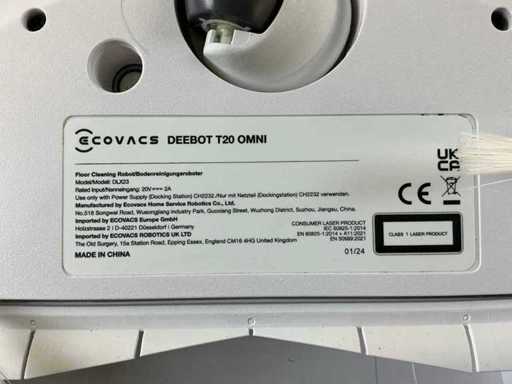 ECOVACS DEEBOT T20 OMNI
Floor Cleaning Robot/Bodenreinigungsroboter
Model/Modell: DLX23
Rated Input/Nenneingang: 20V 2A
Use only with Power Supply (Docking Station) CH2232 /Nur mit Netzteil (Dockingstation) CH2232 verwenden.
Manufactured by Ecovacs Home Service Robotics Co., Ltd.
No.518 Songwei Road, Wusongjiang Industry Park, Guoxiang Street, Wuzhong District, Suzhou, Jiangsu, China.
Imported by ECOVACS Europe GmbH
Holzstrasse 2 | D-40221 Düsseldorf | Germany
Imported by ECOVACS ROBOTICS UK LTD
The Old Surgery, 15a Station Road, Epping Essex, England CM16 4HG United Kingdom
MADE IN CHINA
CONSUMER LASER PRODUCT
IEC 60825-1:2014
EN 60825-1:2014 + A11:2021
EN 50689:2021
01/24
UK
CA
CE
CLASS 1 LASER PRODUCT